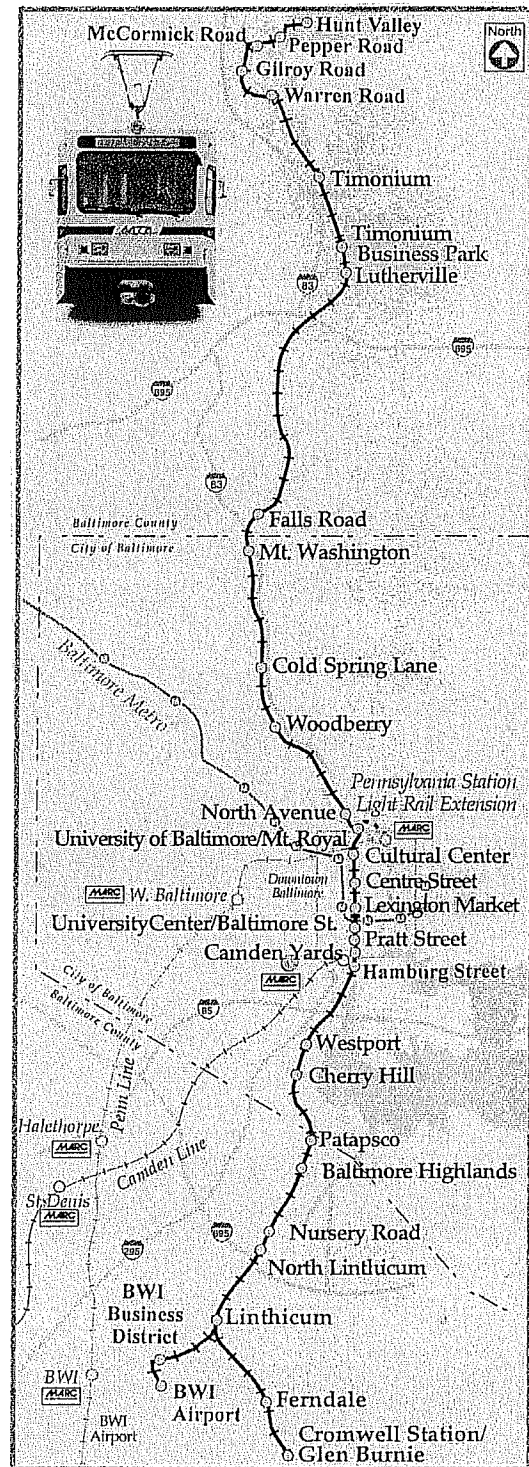 Hunt Valley
North
McCormick Road
Pepper Road
Gilroy Road
Warren Road
Timonium
MTA
Timonium
Business Park
Lutherville
83
695
695
83
Falls Road
Baltimore County
City of Baltimore
Mt. Washington
Baltimore Metro
Cold Spring Lane
Woodberry
Pennsylvania Station
Light Rail Extension
North Avenue
MARC
University of Baltimore/Mt. Royal
Cultural Center
Downtown
Baltimore
Centre Street
MARC W. Baltimore
Lexington Market
University Center/Baltimore St.
Pratt Street
Camden Yards
MARC
Hamburg Street
City of Baltimore
Baltimore County
95
Westport
Cherry Hill
Penn Line
Halethorpe
MARC
Camden Line
Patapsco
Baltimore Highlands
St. Denis
MARC
Nursery Road
295
695
North Linthicum
BWI
Business
District
Linthicum
BWI
MARC
BWI
Airport
BWI
Airport
Ferndale
Cromwell Station/
Glen Burnie